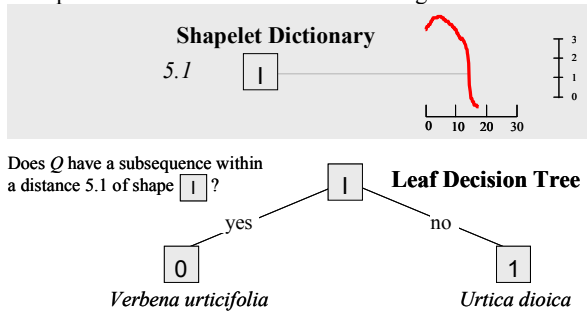 Shapelet Dictionary
5.1
I
3
2
1
0
0 10 20 30
Does Q have a subsequence within
a distance 5.1 of shape I ?
I
Leaf Decision Tree
yes
no
0
1
Verbena urticifolia
Urtica dioica